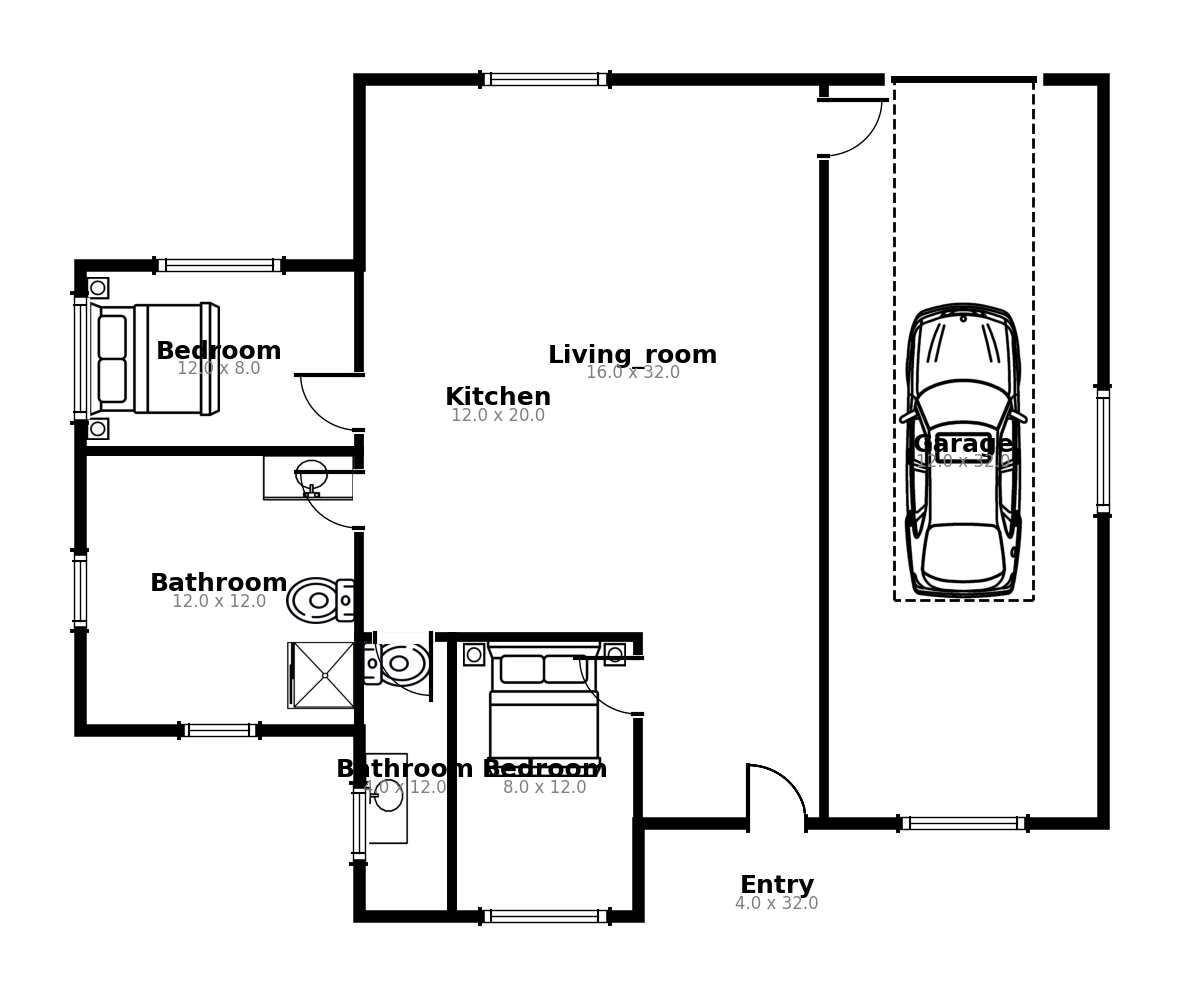 Bedroom
12.0 x 8.0
Living_room
16.0 x 32.0
Kitchen
12.0 x 20.0
Garage
12.0 x 32.0
Bathroom
12.0 x 12.0
Bathroom
4.0 x 12.0
Bedroom
8.0 x 12.0
Entry
4.0 x 32.0